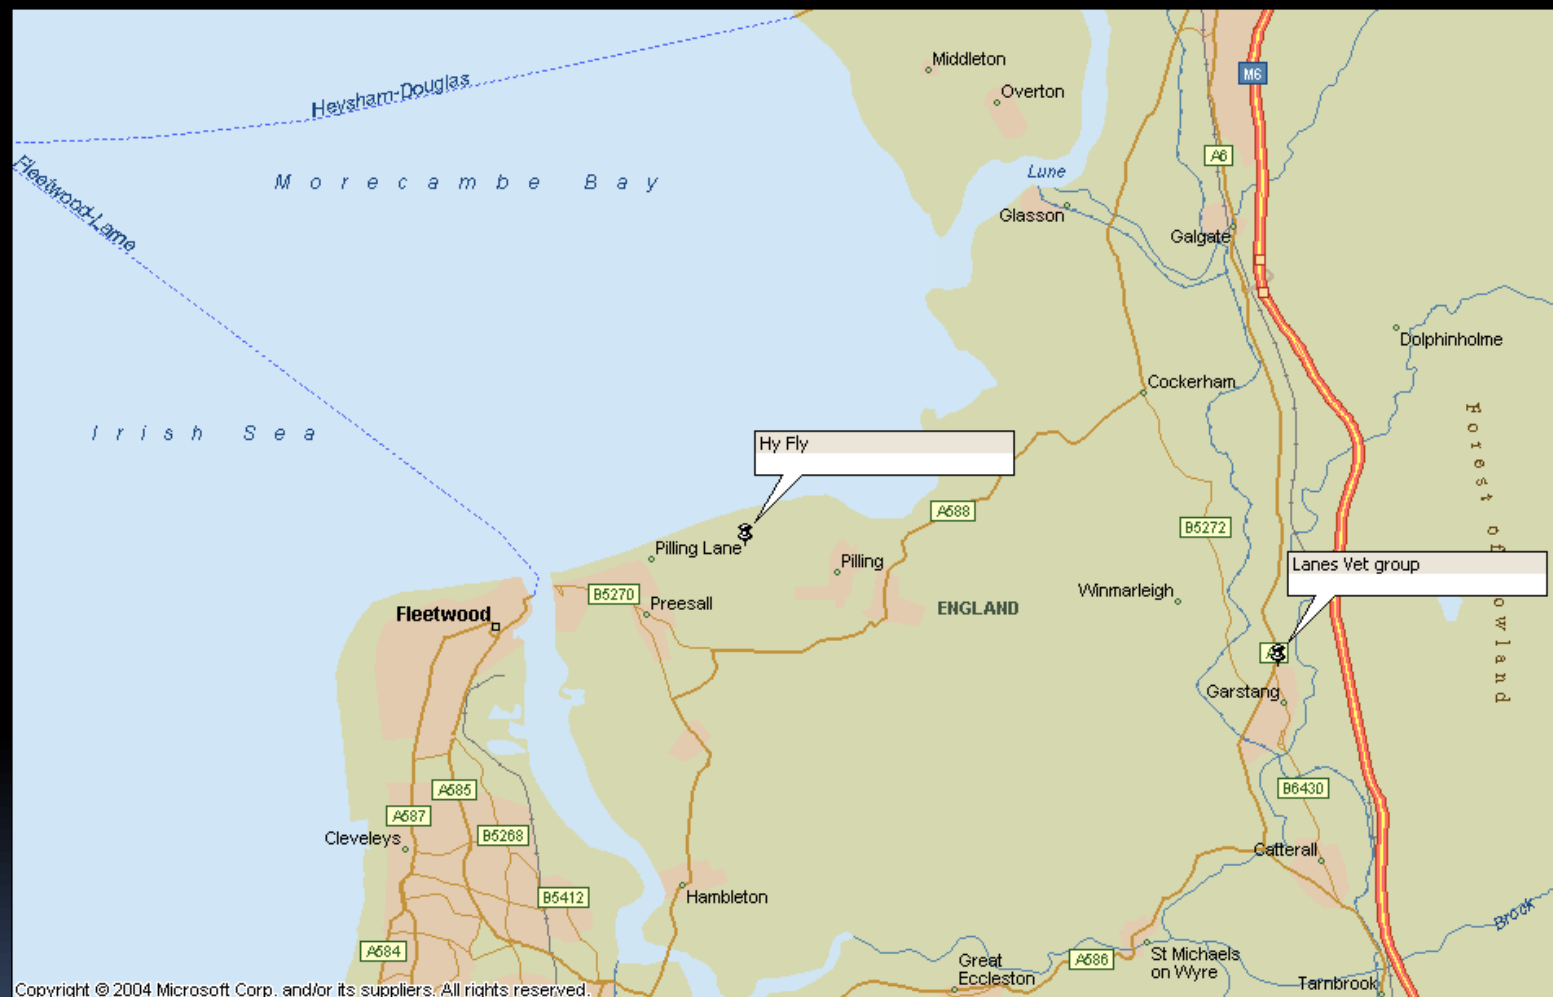 Middleton
Overton
M6
Heysham-Douglas
A6
Fleetwood-Larne
Morecambe Bay
Lune
Glasson
Galgate
Dolphinholme
Cockerham
Irish Sea
Hy Fly
Forest of Bowland
A588
B5272
Pilling Lane
Pilling
Lanes Vet group
B5270
Preesall
Winmarleigh
Fleetwood
ENGLAND
Garstang
A585
B6430
A587
B5268
Cleveleys
Catterall
B5412
Hambleton
Brock
A584
A586
St Michaels
on Wyre
Great
Eccleston
Tarnbrook
Copyright © 2004 Microsoft Corp. and/or its suppliers. All rights reserved.